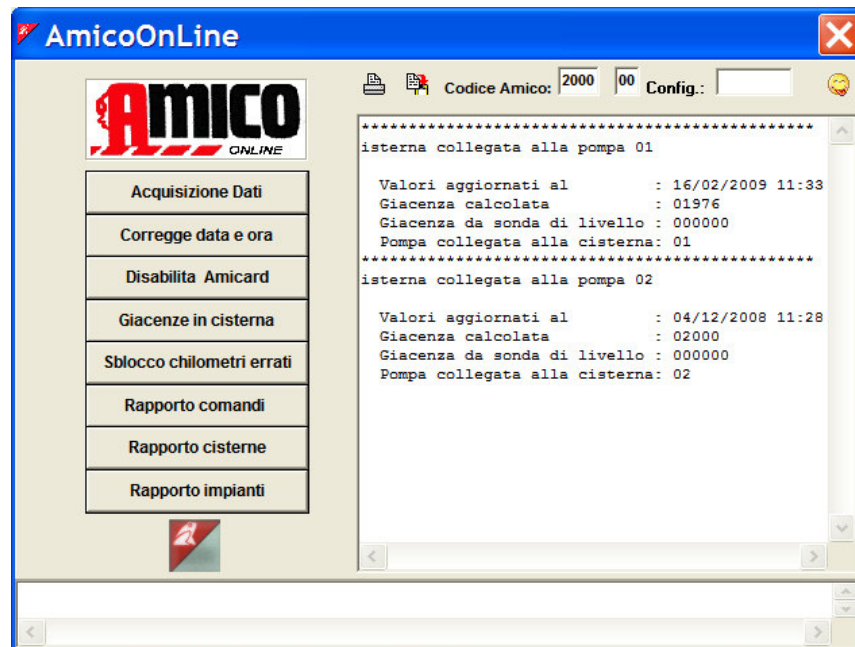 AmicoOnLine
AMICO
ONLINE
Codice Amico: 2000 00 Config.:
Acquisizione Dati
Corregge data e ora
Disabilita Amicard
Giacenze in cisterna
Sblocco chilometri errati
Rapporto comandi
Rapporto cisterne
Rapporto impianti
************************************************
isterna collegata alla pompa 01
Valori aggiornati al : 16/02/2009 11:33
Giacenza calcolata : 01976
Giacenza da sonda di livello : 000000
Pompa collegata alla cisterna: 01
************************************************
isterna collegata alla pompa 02
Valori aggiornati al : 04/12/2008 11:28
Giacenza calcolata : 02000
Giacenza da sonda di livello : 000000
Pompa collegata alla cisterna: 02